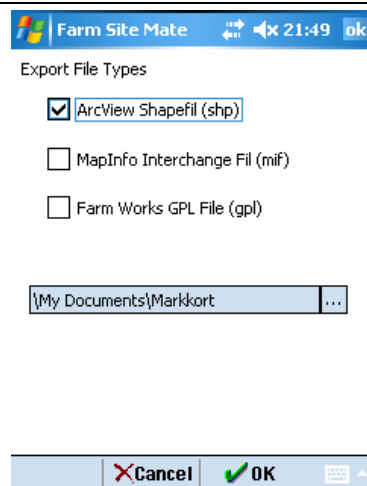 Farm Site Mate 21:49 ok
Export File Types
ArcView Shapefil (shp)
MapInfo Interchange Fil (mif)
Farm Works GPL File (gpl)
\My Documents\Markkort ...
Cancel OK